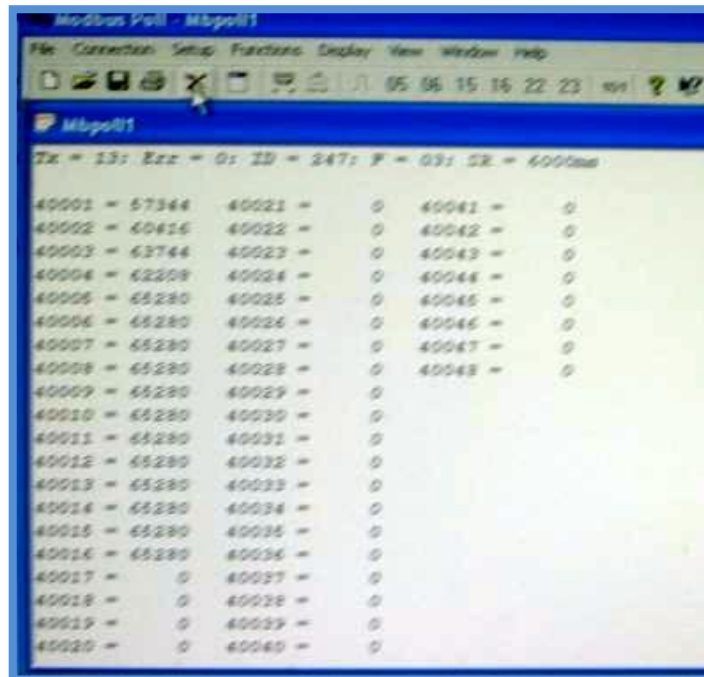 Modbus Poll - Mbpoll1
File Connection Setup Functions Display View Window Help
05 06 15 16 22 23 101
Mbpoll1
Tx = 13: Err = 0: ID = 247: F = 03: SR = 6000ms
40001 = 57344 40021 = 0 40041 = 0
40002 = 60416 40022 = 0 40042 = 0
40003 = 63744 40023 = 0 40043 = 0
40004 = 62208 40024 = 0 40044 = 0
40005 = 65280 40025 = 0 40045 = 0
40006 = 65280 40026 = 0 40046 = 0
40007 = 65280 40027 = 0 40047 = 0
40008 = 65280 40028 = 0 40048 = 0
40009 = 65280 40029 = 0
40010 = 65280 40030 = 0
40011 = 65280 40031 = 0
40012 = 65280 40032 = 0
40013 = 65280 40033 = 0
40014 = 65280 40034 = 0
40015 = 65280 40035 = 0
40016 = 65280 40036 = 0
40017 = 0 40037 = 0
40018 = 0 40038 = 0
40019 = 0 40039 = 0
40020 = 0 40040 = 0